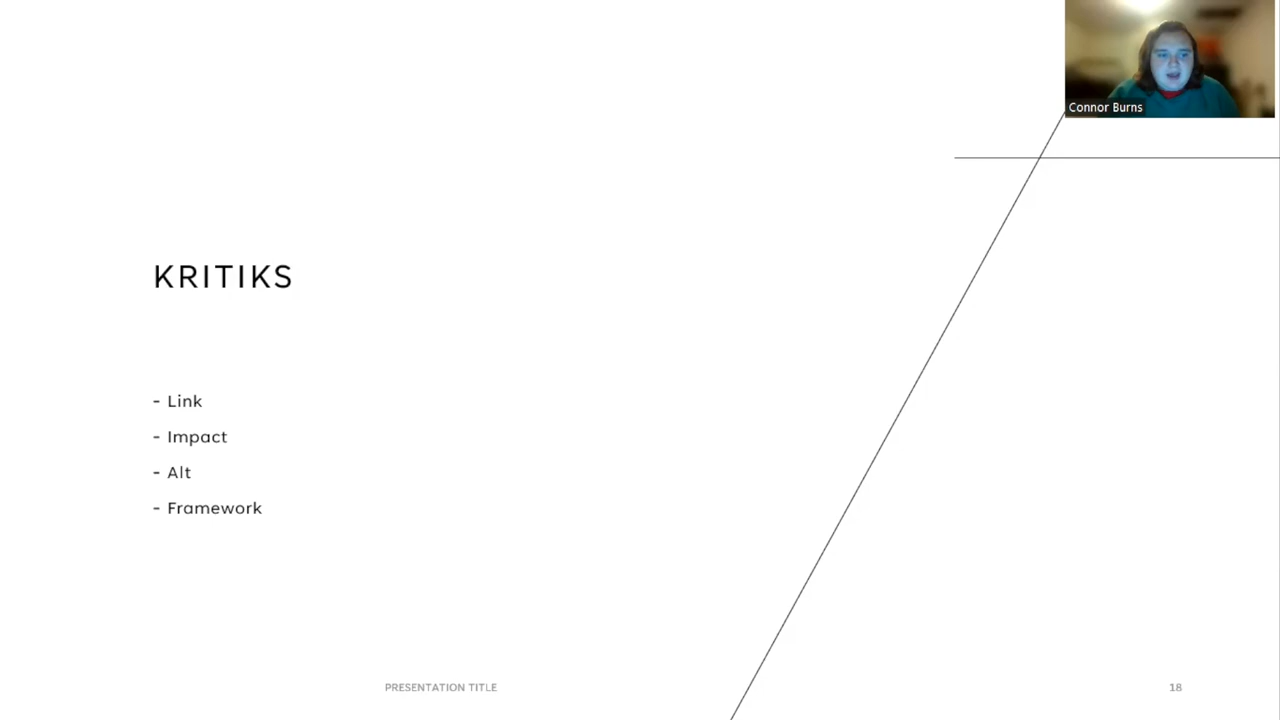 Connor Burns
KRITIKS
- Link
- Impact
- Alt
- Framework
PRESENTATION TITLE
18